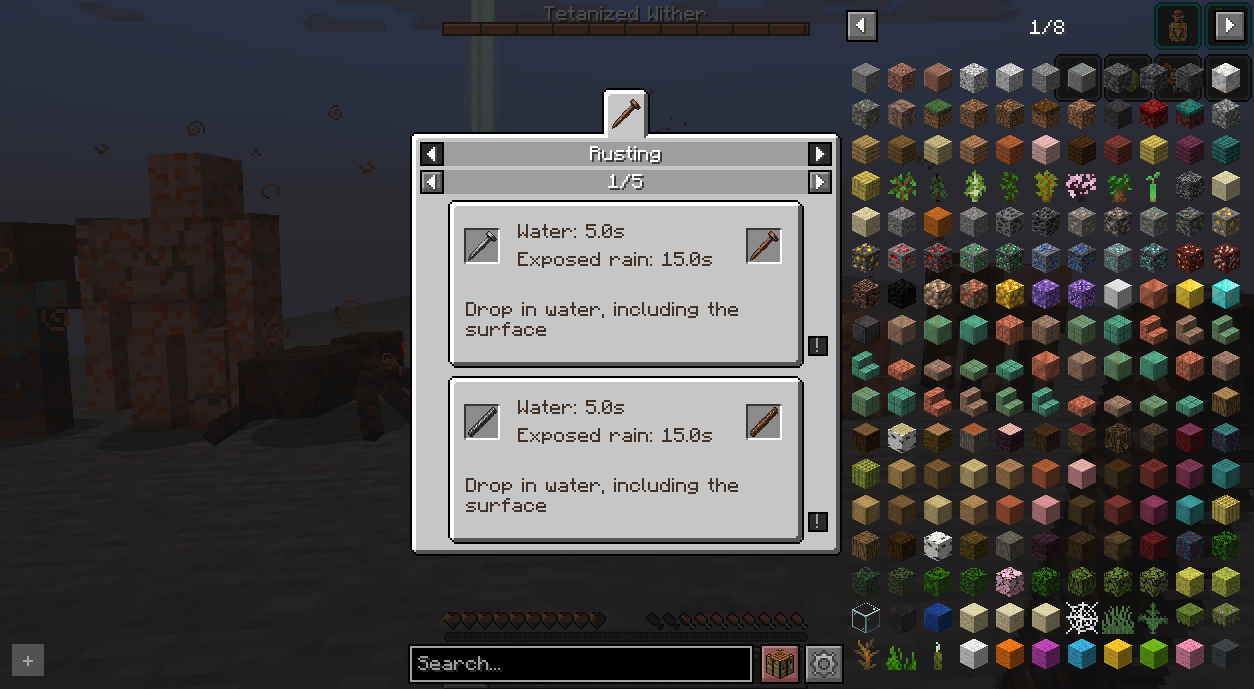 Tetanized Wither
1/8
Rusting
1/5
Water: 5.0s
Exposed rain: 15.0s
Drop in water, including the
surface
!
Water: 5.0s
Exposed rain: 15.0s
Drop in water, including the
surface
!
Search...
+